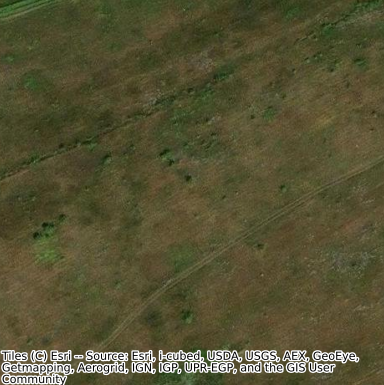 Tiles (C) Esri -- Source: Esri, i-cubed, USDA, USGS, AEX, GeoEye,
Getmapping, Aerogrid, IGN, IGP, UPR-EGP, and the GIS User
Community